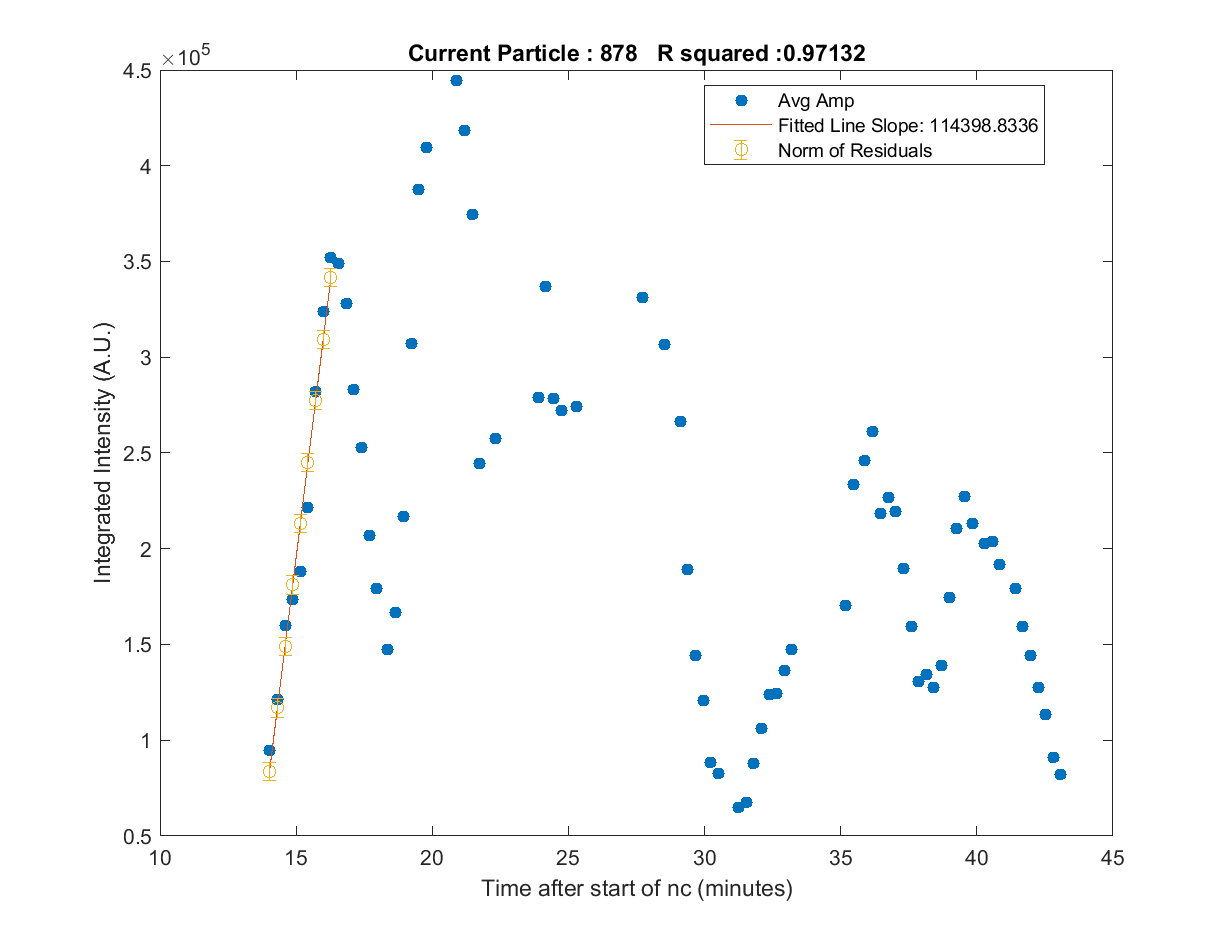 Current Particle : 878 R squared :0.97132
×10^5
4.5
4
3.5
3
2.5
2
1.5
1
0.5
Integrated Intensity (A.U.)
Avg Amp
Fitted Line Slope: 114398.8336
Norm of Residuals
10 15 20 25 30 35 40 45
Time after start of nc (minutes)